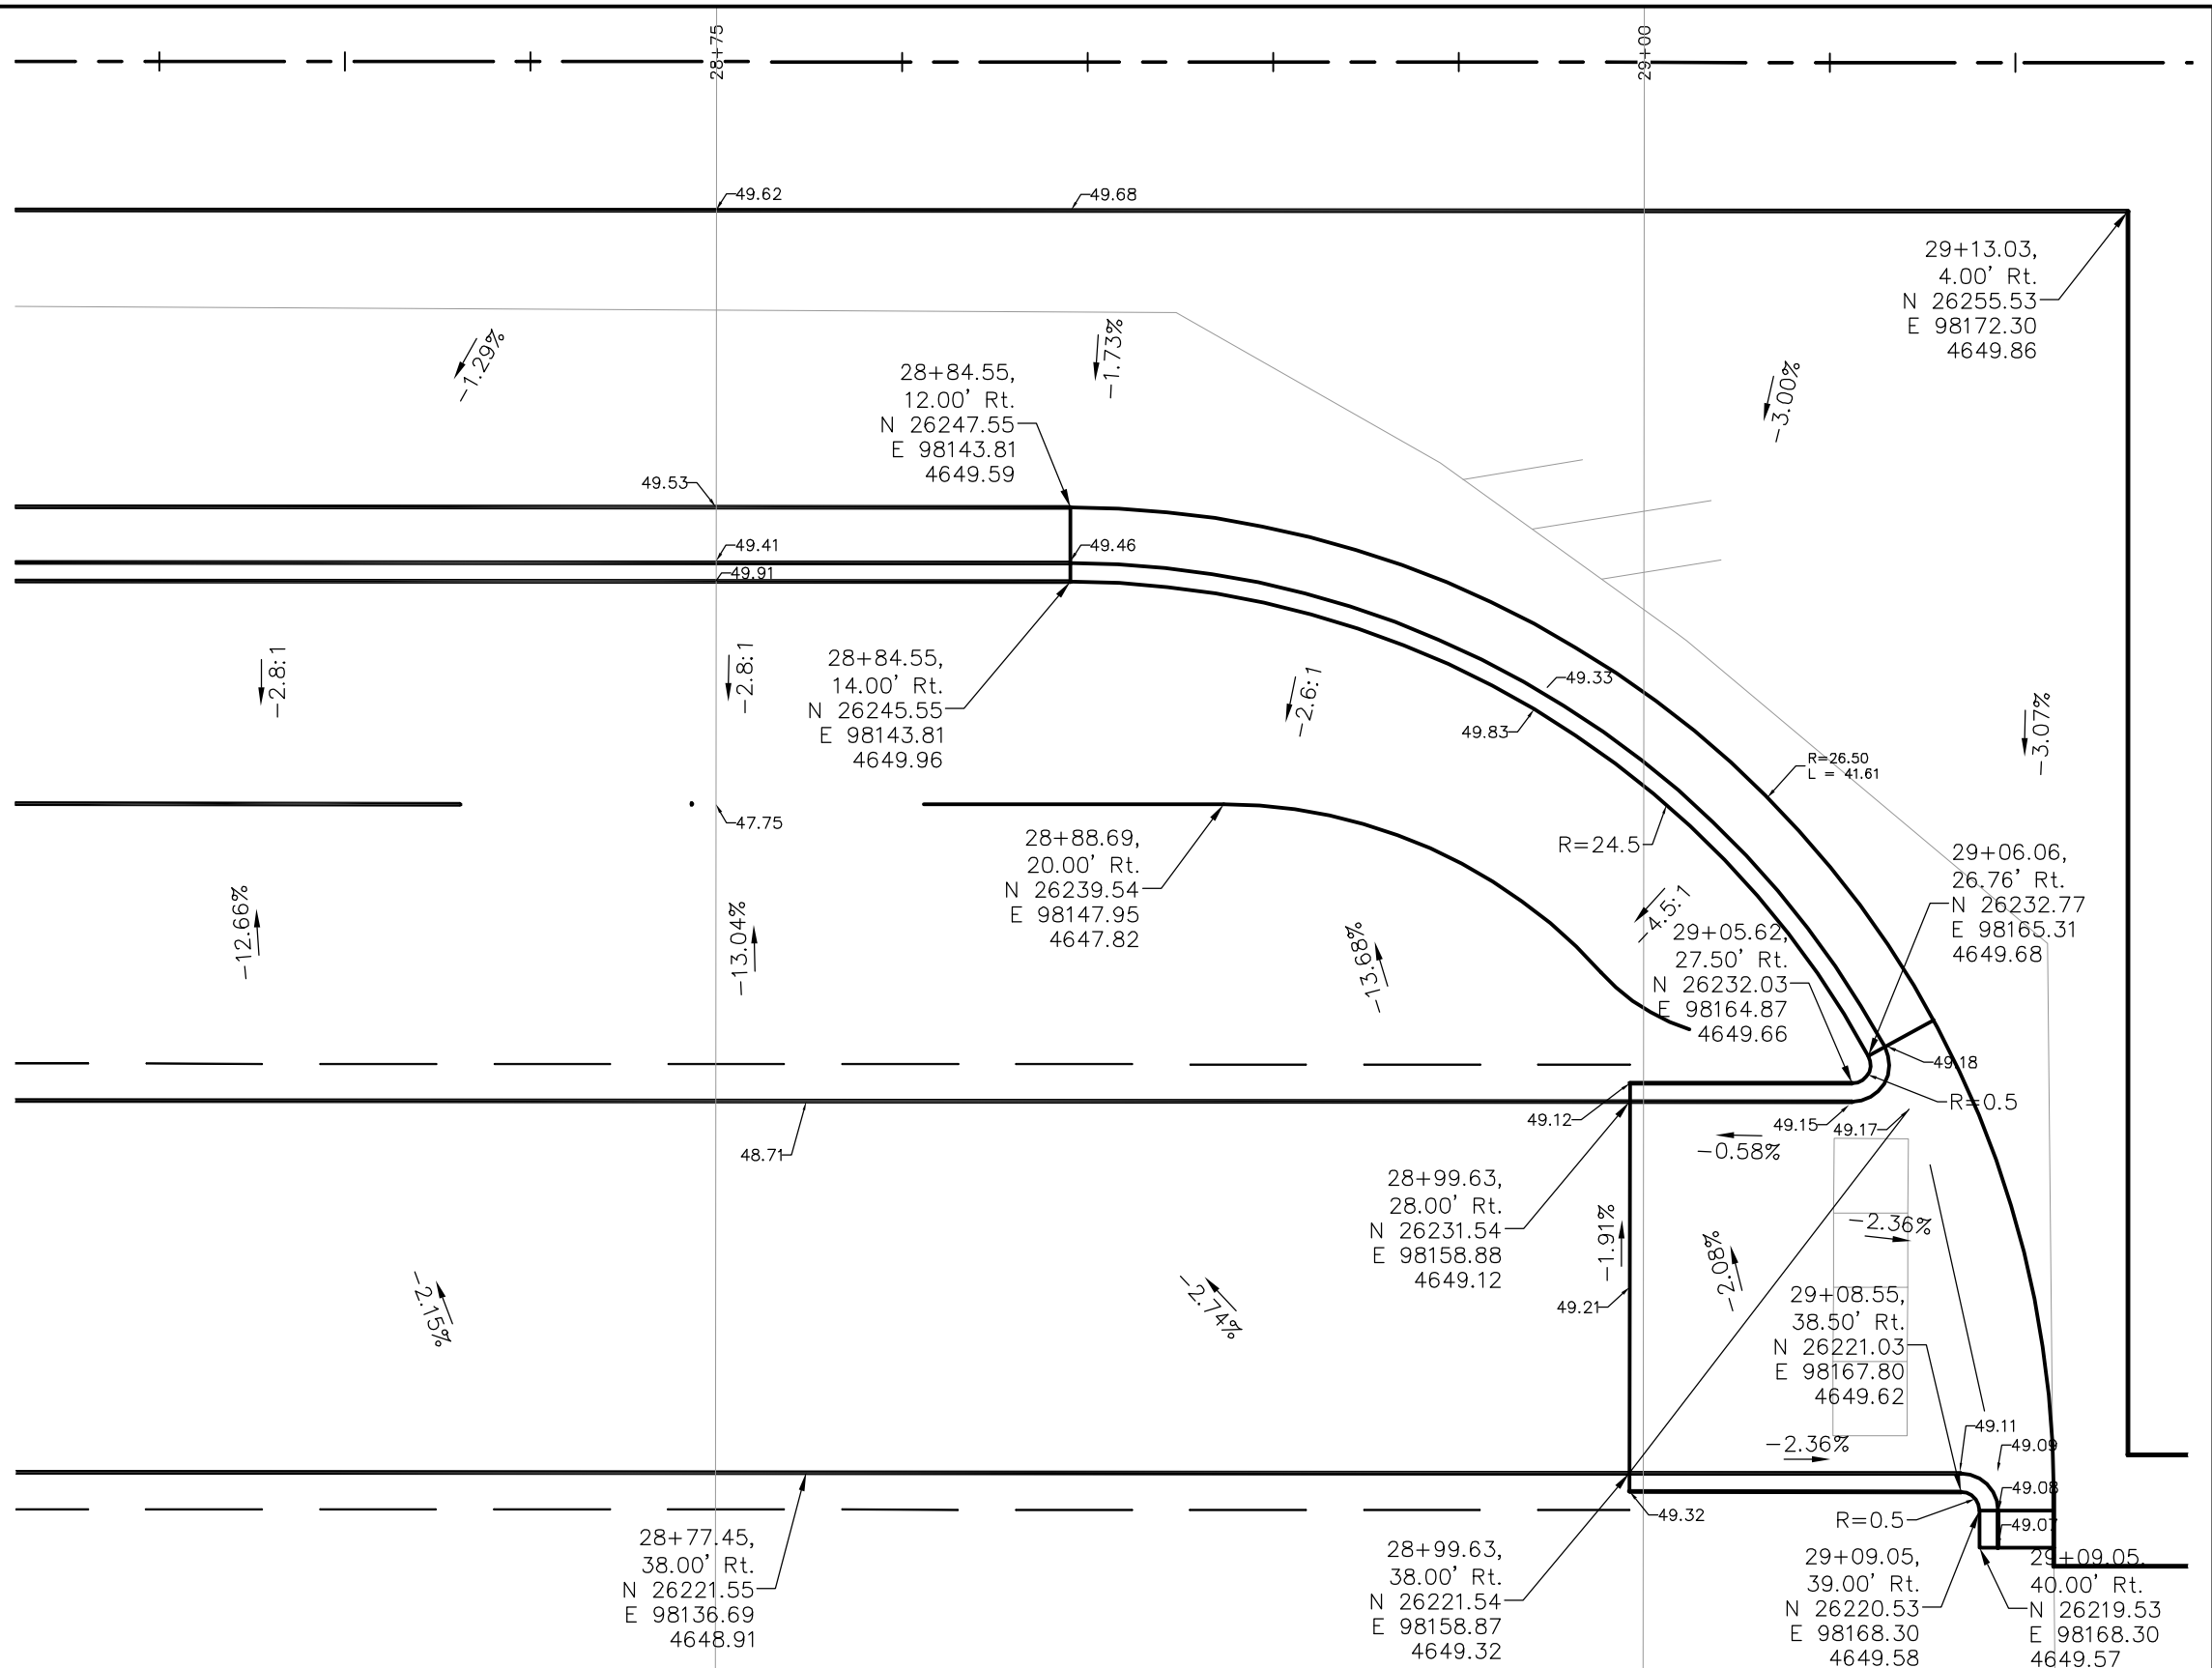 28+75
29+00
49.62
49.68
29+13.03,
4.00' Rt.
N 26255.53
E 98172.30
4649.86
-1.29%
-1.73%
-3.00%
28+84.55,
12.00' Rt.
N 26247.55
E 98143.81
4649.59
49.53
49.41
49.46
49.91
-2.8:1
-2.8:1
28+84.55,
14.00' Rt.
N 26245.55
E 98143.81
4649.96
-2.6:1
49.33
49.83
-3.07%
R=26.50
L = 41.61
47.75
28+88.69,
20.00' Rt.
N 26239.54
E 98147.95
4647.82
R=24.5
29+06.06,
26.76' Rt.
N 26232.77
E 98165.31
4649.68
-12.66%
-13.04%
-13.68%
-4.5:1
29+05.62,
27.50' Rt.
N 26232.03
E 98164.87
4649.66
49.18
R=0.5
49.12
49.15
49.17
48.71
-0.58%
28+99.63,
28.00' Rt.
N 26231.54
E 98158.88
4649.12
-1.91%
-2.08%
-2.36%
-2.15%
-2.74%
49.21
29+08.55,
38.50' Rt.
N 26221.03
E 98167.80
4649.62
49.11
-2.36%
49.09
49.08
49.32
R=0.5
49.07
28+77.45,
38.00' Rt.
N 26221.55
E 98136.69
4648.91
28+99.63,
38.00' Rt.
N 26221.54
E 98158.87
4649.32
29+09.05,
39.00' Rt.
N 26220.53
E 98168.30
4649.58
29+09.05,
40.00' Rt.
N 26219.53
E 98168.30
4649.57